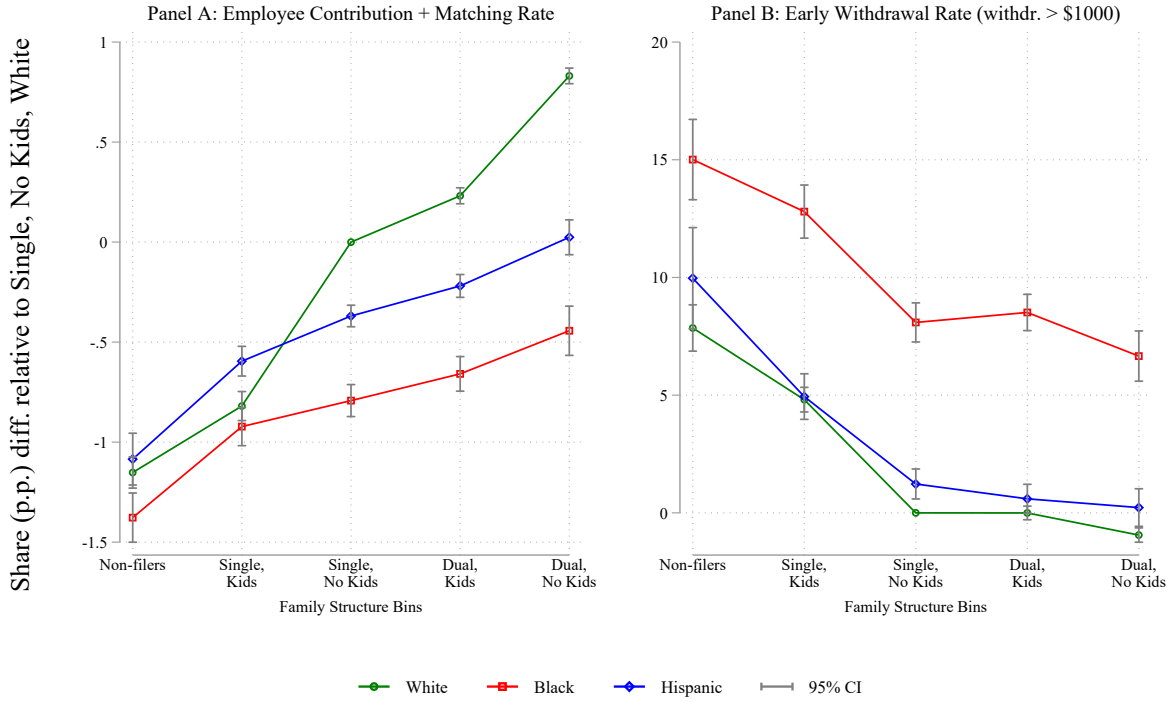 Share (p.p.) diff. relative to Single, No Kids, White
Panel A: Employee Contribution + Matching Rate
1
.5
0
-.5
-1
-1.5
Non-filers
Single,
Kids
Single,
No Kids
Dual,
Kids
Dual,
No Kids
Family Structure Bins
Panel B: Early Withdrawal Rate (withdr. > $1000)
20
15
10
5
0
Non-filers
Single,
Kids
Single,
No Kids
Dual,
Kids
Dual,
No Kids
Family Structure Bins
White
Black
Hispanic
95% CI